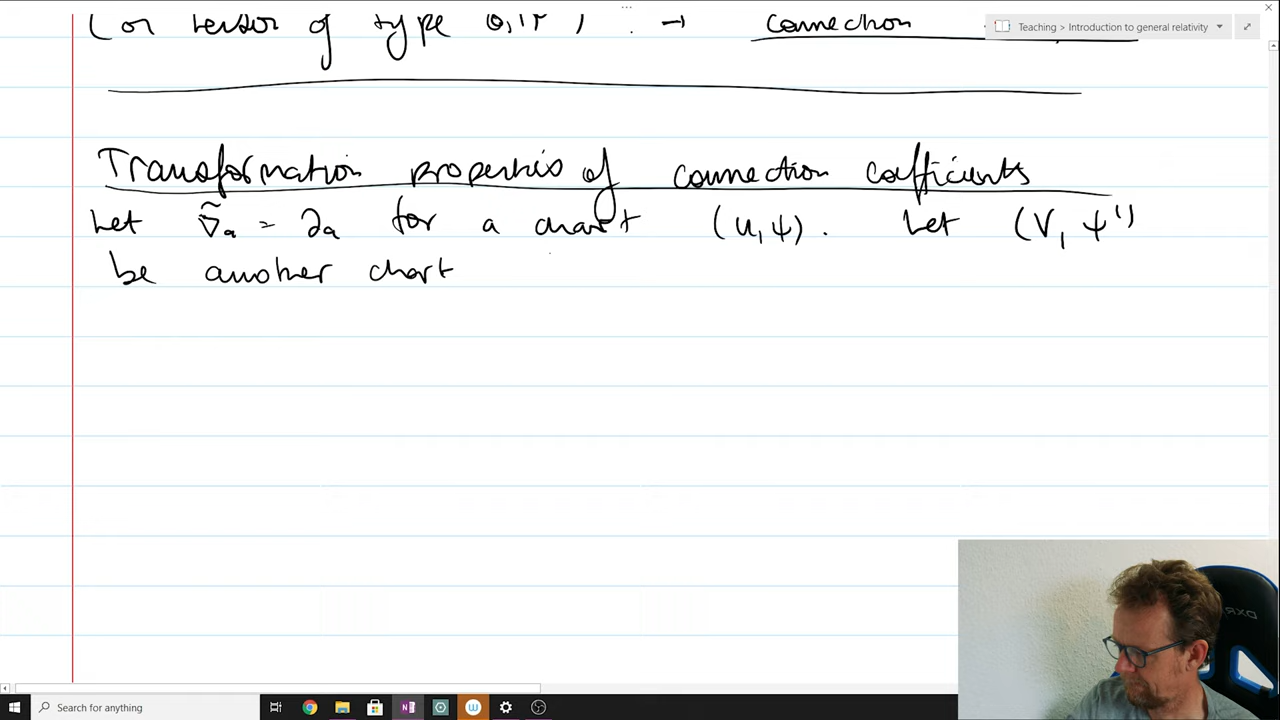 (or tensor of type 0,1). → connection
Teaching > Introduction to general relativity
Transformation properties of connection coefficients
Let ∇̃ₐ = ∂ₐ for a chart (U, ψ). Let (V, ψ')
be another chart
Search for anything